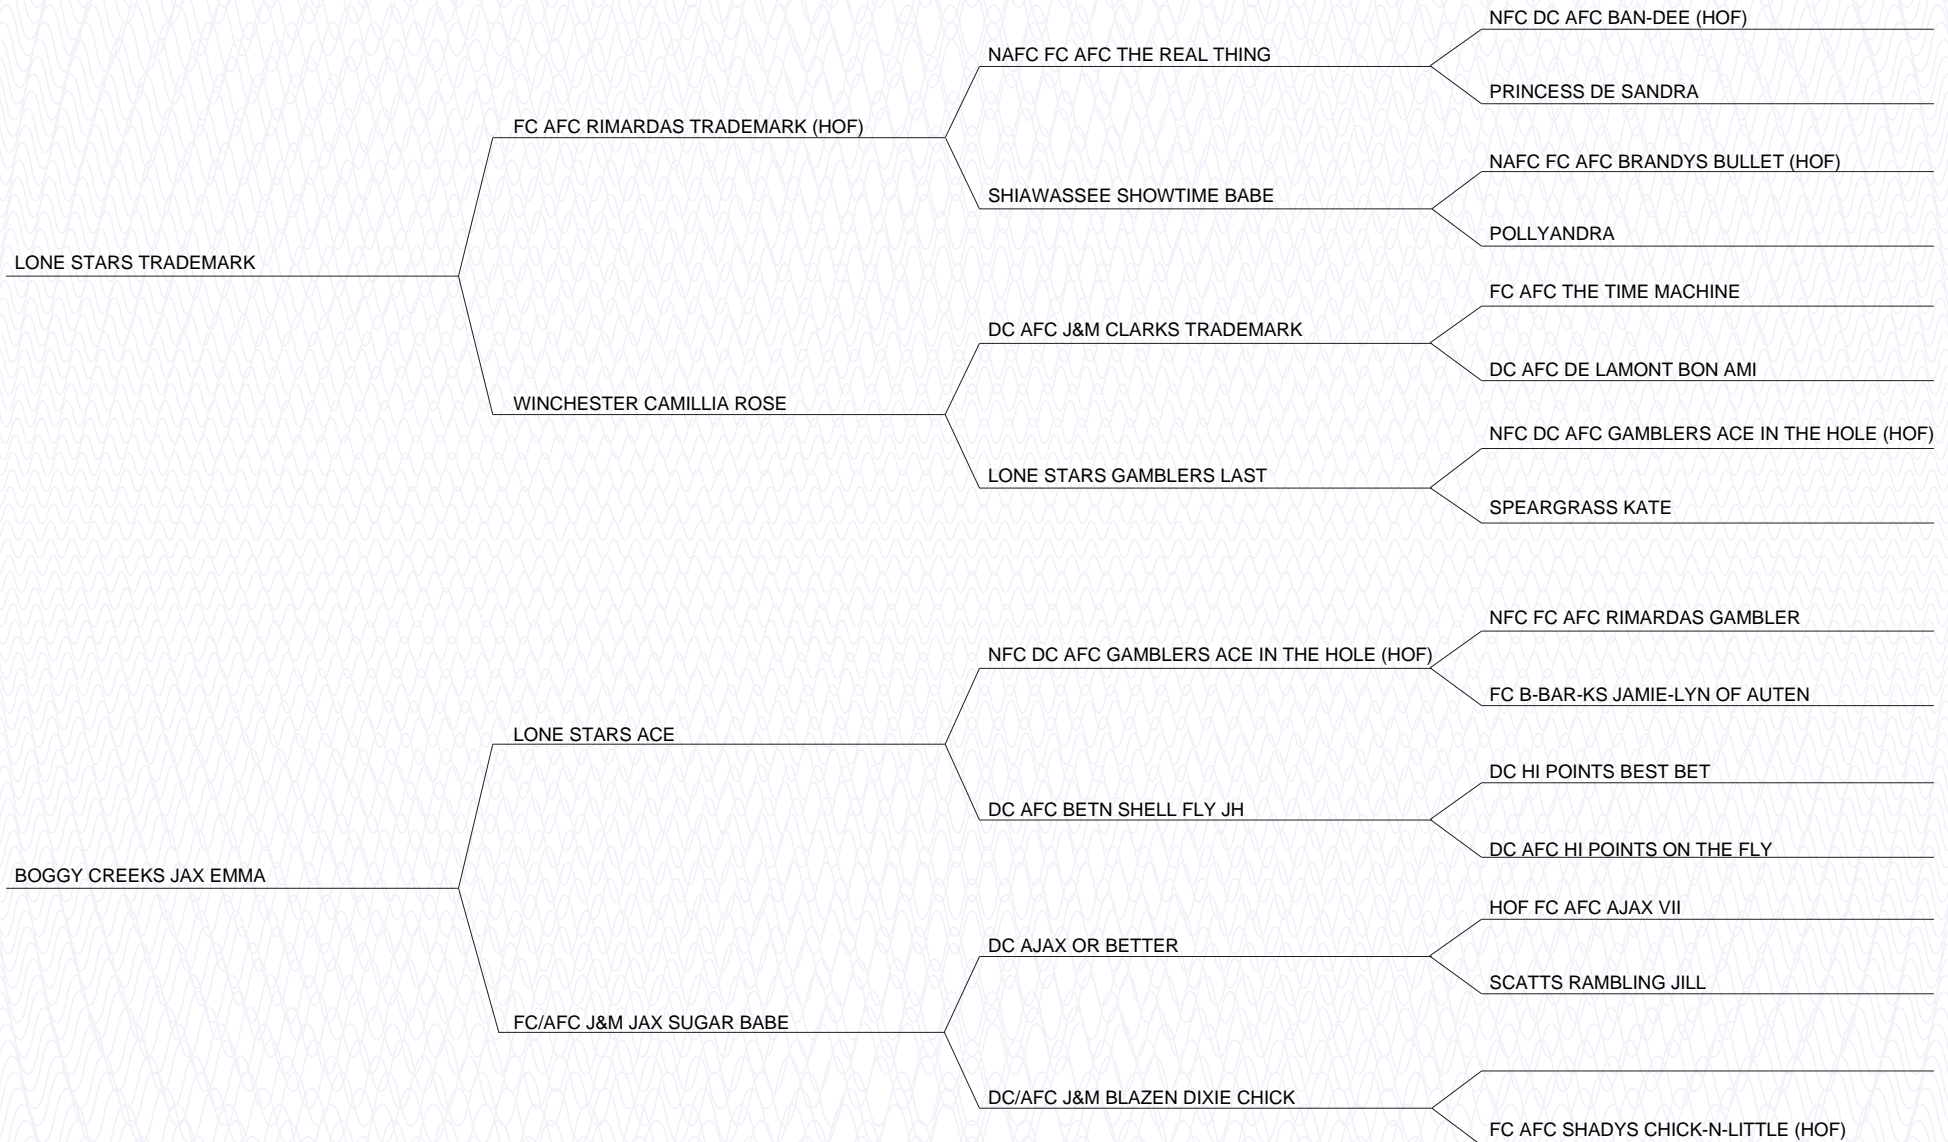 NFC DC AFC BAN-DEE (HOF)
NAFC FC AFC THE REAL THING
PRINCESS DE SANDRA
FC AFC RIMARDAS TRADEMARK (HOF)
NAFC FC AFC BRANDYS BULLET (HOF)
SHIAWASSEE SHOWTIME BABE
POLLYANDRA
LONE STARS TRADEMARK
FC AFC THE TIME MACHINE
DC AFC J&M CLARKS TRADEMARK
DC AFC DE LAMONT BON AMI
WINCHESTER CAMILLIA ROSE
NFC DC AFC GAMBLERS ACE IN THE HOLE (HOF)
LONE STARS GAMBLERS LAST
SPEARGRASS KATE
NFC FC AFC RIMARDAS GAMBLER
NFC DC AFC GAMBLERS ACE IN THE HOLE (HOF)
FC B-BAR-KS JAMIE-LYN OF AUTEN
LONE STARS ACE
DC HI POINTS BEST BET
DC AFC BETN SHELL FLY JH
DC AFC HI POINTS ON THE FLY
BOGGY CREEKS JAX EMMA
HOF FC AFC AJAX VII
DC AJAX OR BETTER
SCATTS RAMBLING JILL
FC/AFC J&M JAX SUGAR BABE
DC/AFC J&M BLAZEN DIXIE CHICK
FC AFC SHADYS CHICK-N-LITTLE (HOF)